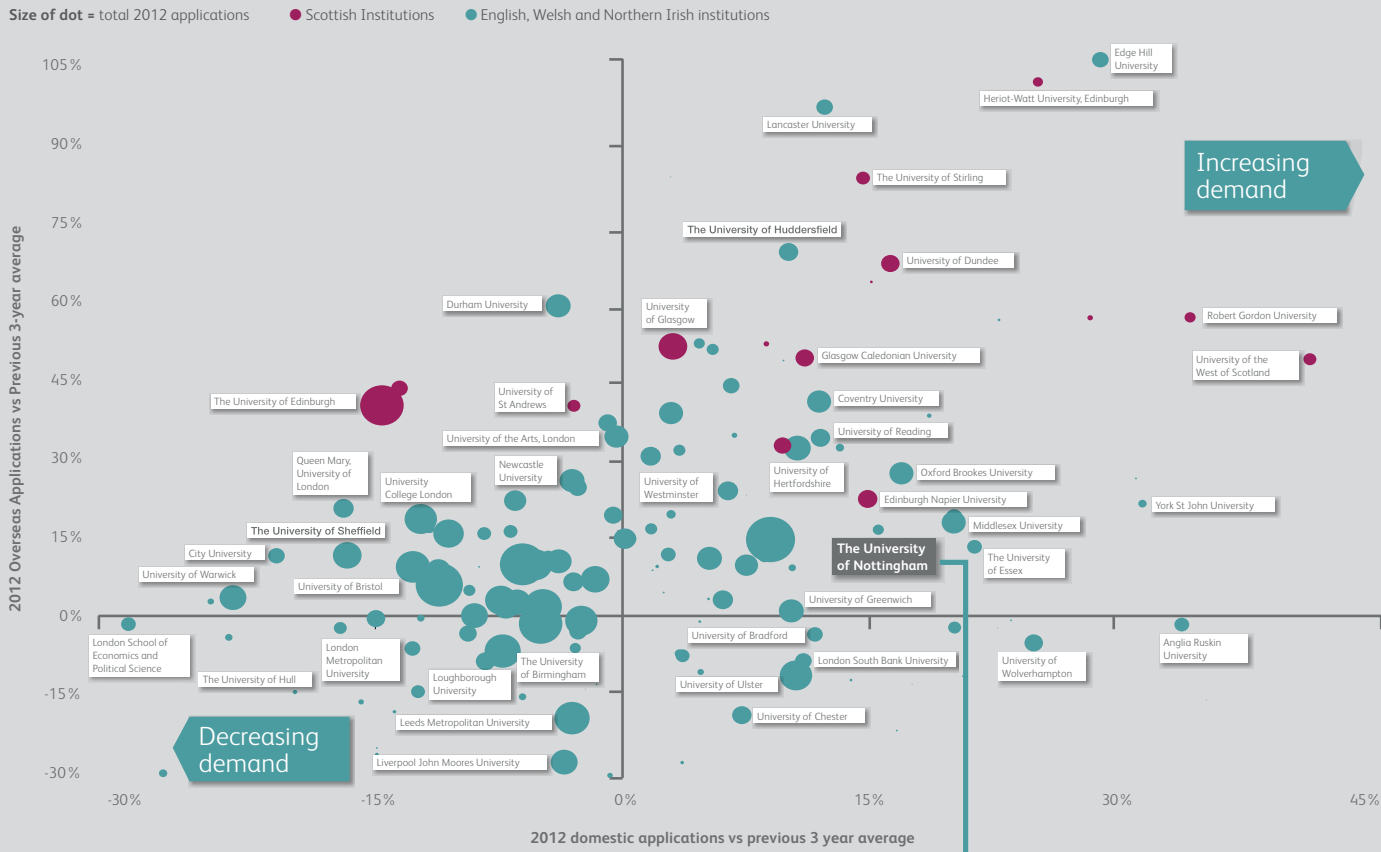 Size of dot = total 2012 applications
Scottish Institutions
English, Welsh and Northern Irish institutions
2012 Overseas Applications vs Previous 3-year average
105%
90%
75%
60%
45%
30%
15%
0%
-15%
-30%
Edge Hill
University
Heriot-Watt University, Edinburgh
Lancaster University
Increasing
demand
The University of Stirling
The University of Huddersfield
University of Dundee
Durham University
University
of Glasgow
Robert Gordon University
Glasgow Caledonian University
University of the
West of Scotland
The University of Edinburgh
University of
St Andrews
Coventry University
University of the Arts, London
University of Reading
Queen Mary,
University of
London
University
College London
Newcastle
University
University of
Westminster
University of
Hertfordshire
Oxford Brookes University
Edinburgh Napier University
York St John University
The University of Sheffield
Middlesex University
City University
The University
of Nottingham
The University
of Essex
University of Warwick
University of Bristol
University of Greenwich
London School of
Economics and
Political Science
London
Metropolitan
University
University of Bradford
Anglia Ruskin
University
The University
of Birmingham
London South Bank University
University of
Wolverhampton
The University of Hull
Loughborough
University
University of Ulster
Leeds Metropolitan University
University of Chester
Decreasing
demand
Liverpool John Moores University
-30%
-15%
0%
15%
30%
45%
2012 domestic applications vs previous 3 year average